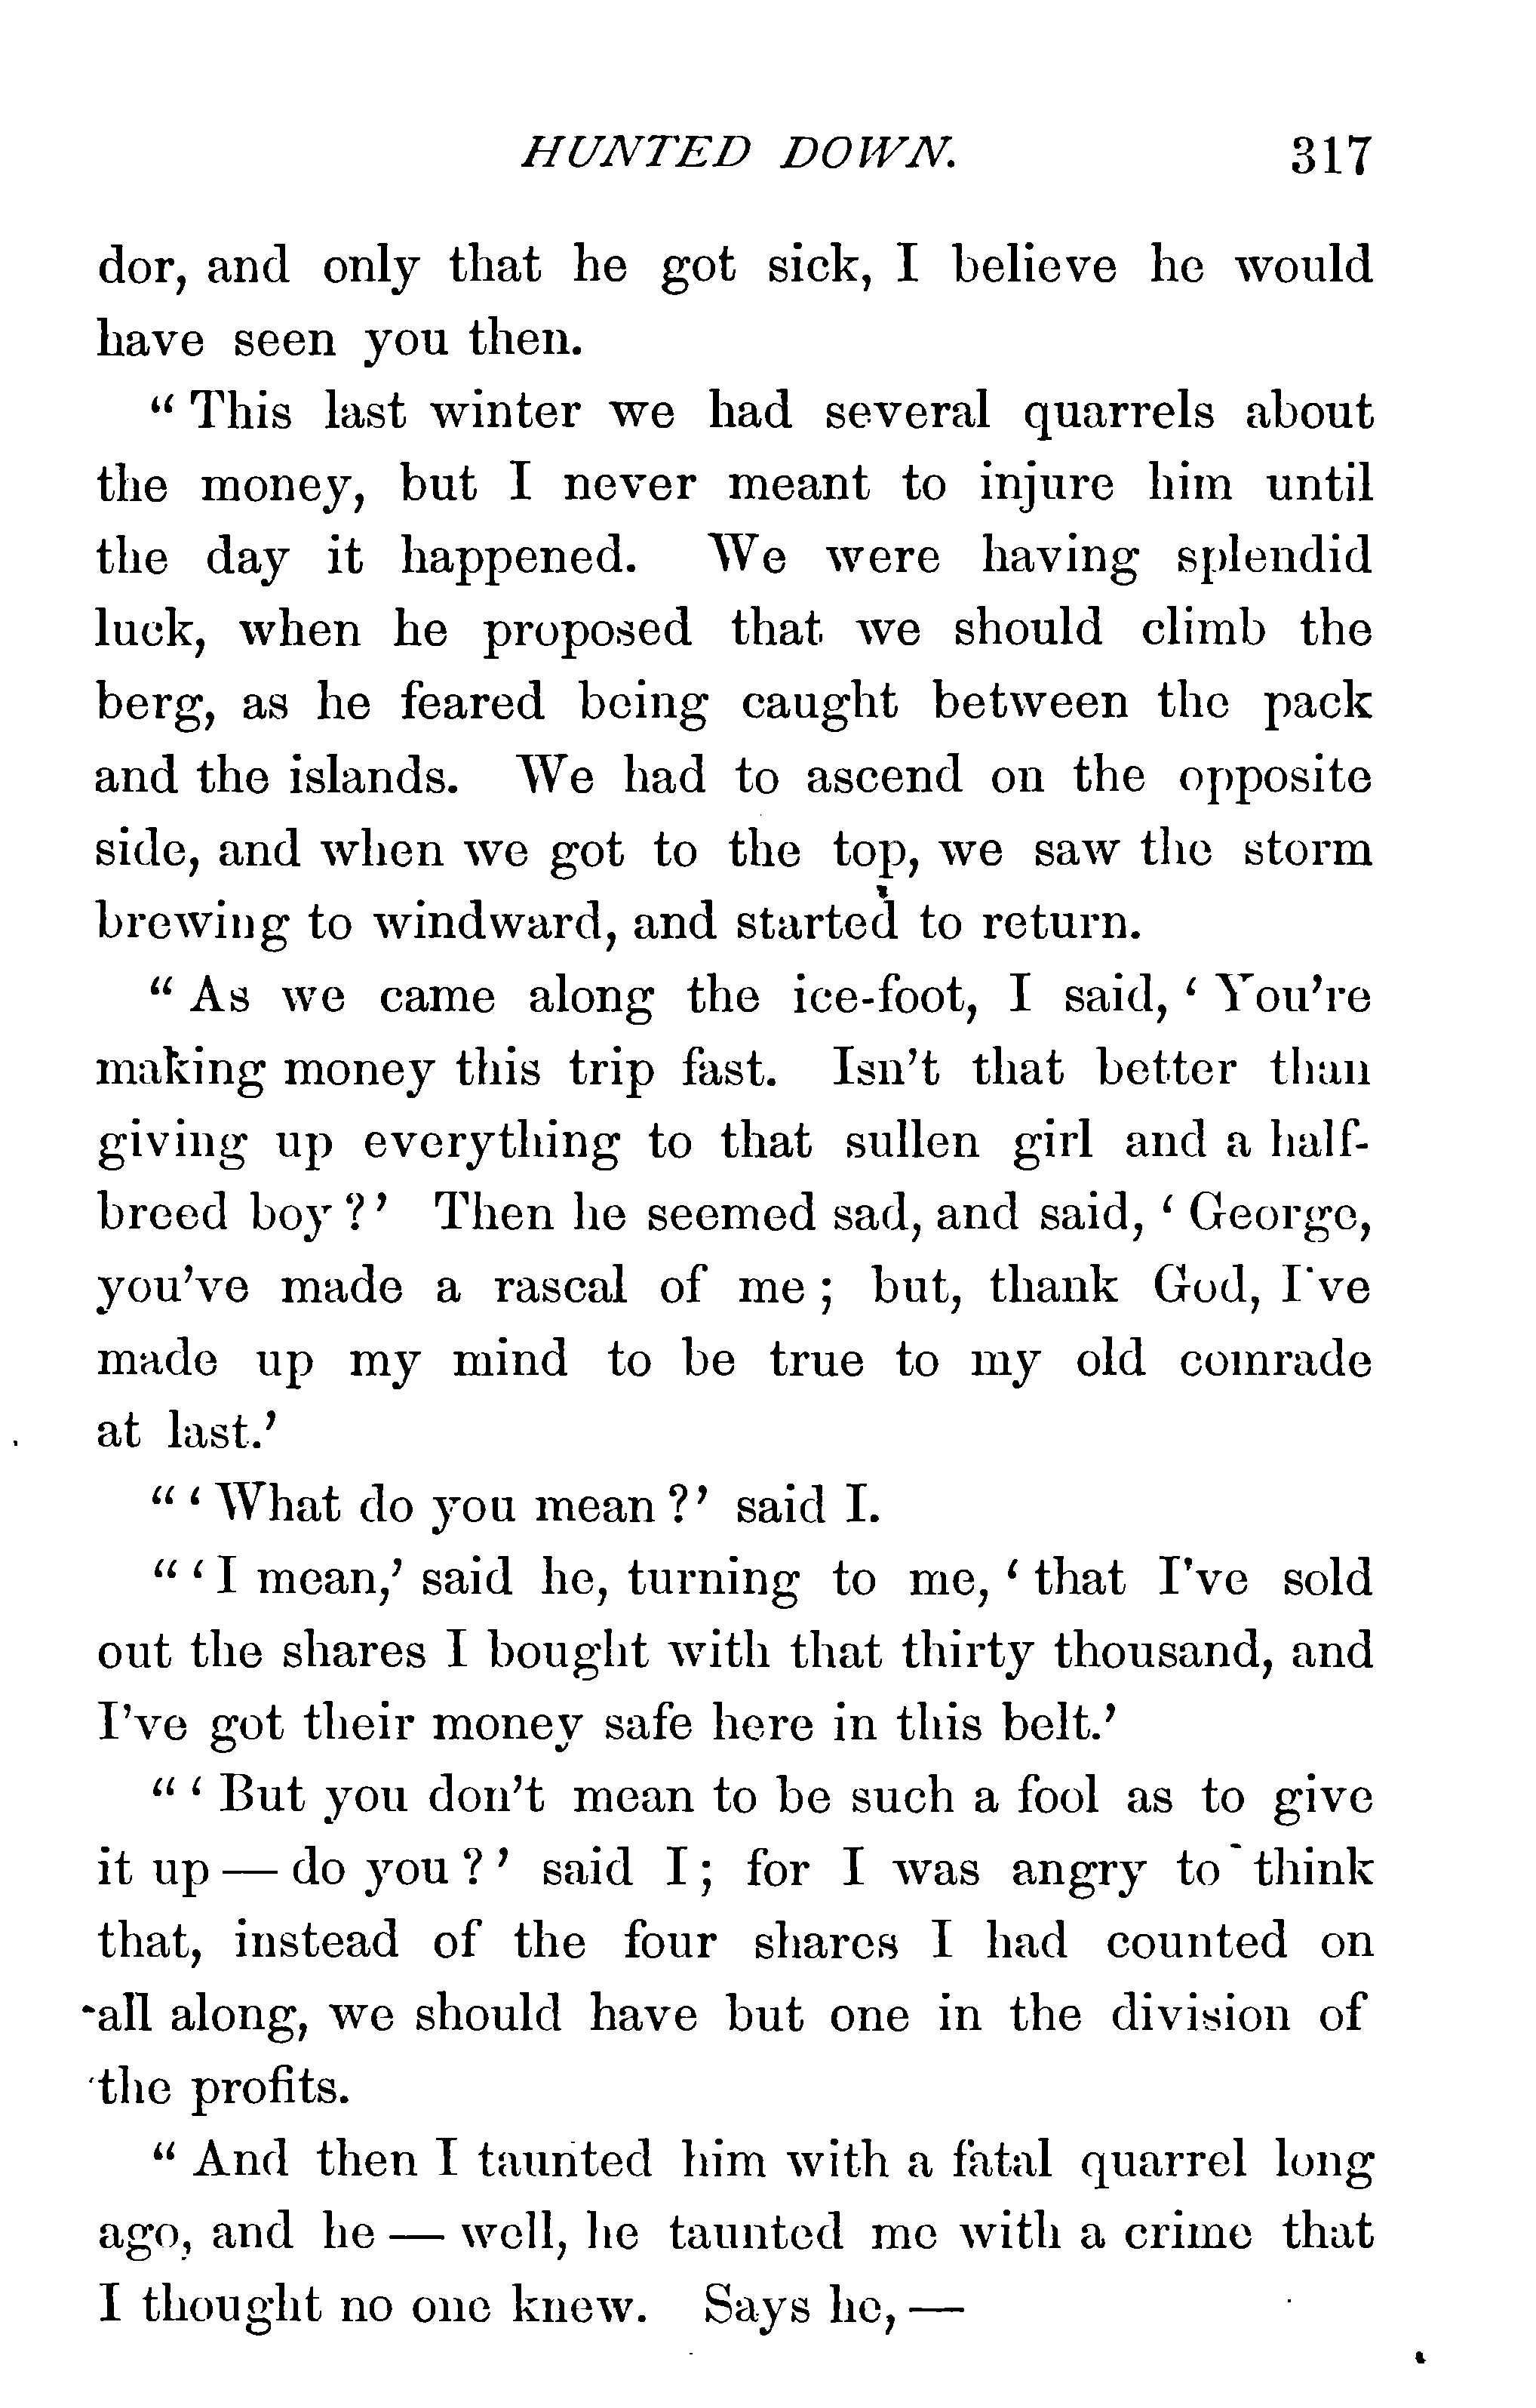 HUNTED DOWN. 317
dor, and only that he got sick, I believe he would
have seen you then.
“ This last winter we had several quarrels about
the money, but I never meant to injure him until
the day it happened. We were having splendid
luck, when he proposed that we should climb the
berg, as he feared being caught between the pack
and the islands. We had to ascend on the opposite
side, and when we got to the top, we saw the storm
brewing to windward, and started to return.
“ As we came along the ice-foot, I said, ‘ You’re
making money this trip fast. Isn’t that better than
giving up everything to that sullen girl and a half-
breed boy ?’ Then he seemed sad, and said, ‘ George,
you’ve made a rascal of me ; but, thank God, I’ve
made up my mind to be true to my old comrade
at last.’
“ ‘ What do you mean ?’ said I.
“ ‘ I mean,’ said he, turning to me, ‘ that I’ve sold
out the shares I bought with that thirty thousand, and
I’ve got their money safe here in this belt.’
“ ‘ But you don’t mean to be such a fool as to give
it up — do you ? ’ said I ; for I was angry to think
that, instead of the four shares I had counted on
all along, we should have but one in the division of
the profits.
“ And then I taunted him with a fatal quarrel long
ago, and he — well, he taunted me with a crime that
I thought no one knew. Says he, —